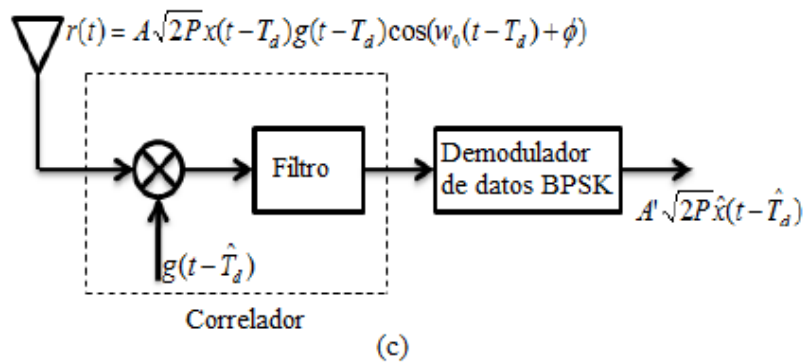 r(t) = A√2P x(t−T_d)g(t−T_d)cos(w_0(t−T_d)+ϕ)
Filtro
Demodulador
de datos BPSK
A'√2P x̂(t−T̂_d)
g(t−T̂_d)
Correlador
(c)